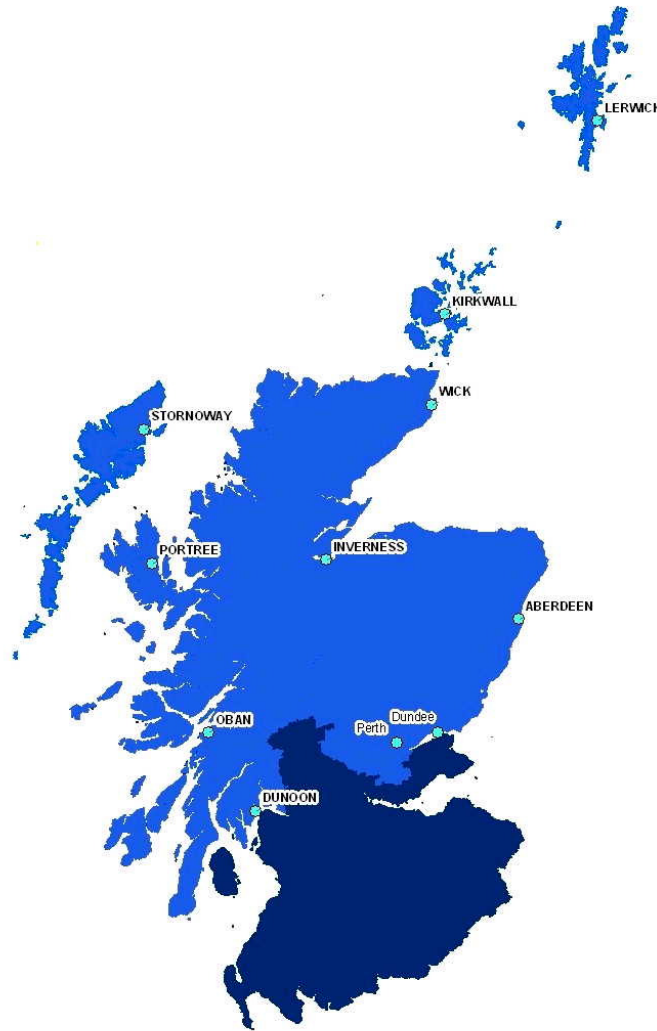 LERWICK
KIRKWALL
WICK
STORNOWAY
PORTREE
INVERNESS
ABERDEEN
OBAN
Perth
Dundee
DUNOON